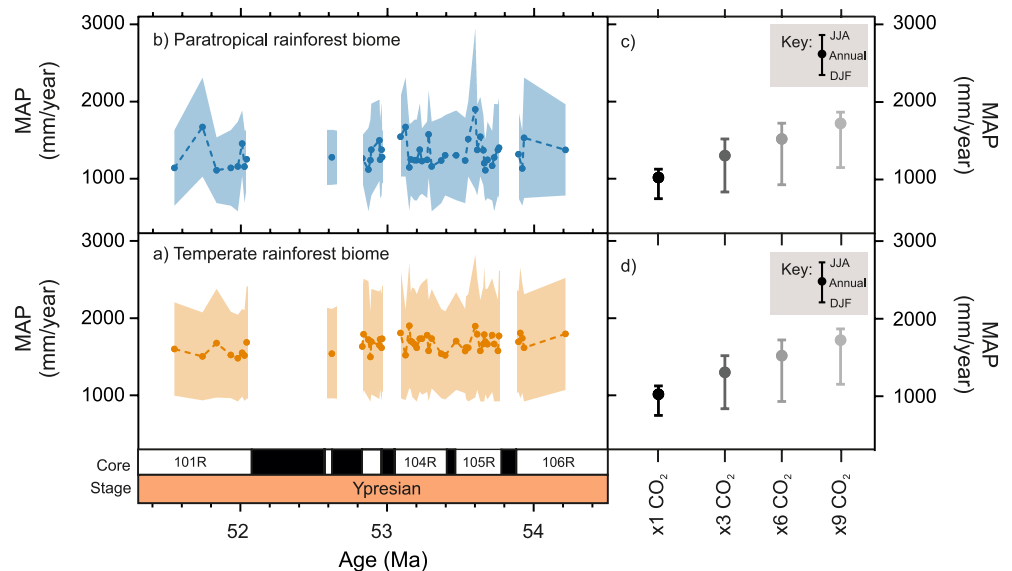 b) Paratropical rainforest biome
MAP
(mm/year)
3000
2000
1000
c)
Key:
JJA
Annual
DJF
3000
2000
1000
MAP
(mm/year)
a) Temperate rainforest biome
MAP
(mm/year)
3000
2000
1000
d)
Key:
JJA
Annual
DJF
3000
2000
1000
MAP
(mm/year)
Core
101R
104R
105R
106R
Stage
Ypresian
52
53
54
Age (Ma)
x1 CO₂
x3 CO₂
x6 CO₂
x9 CO₂